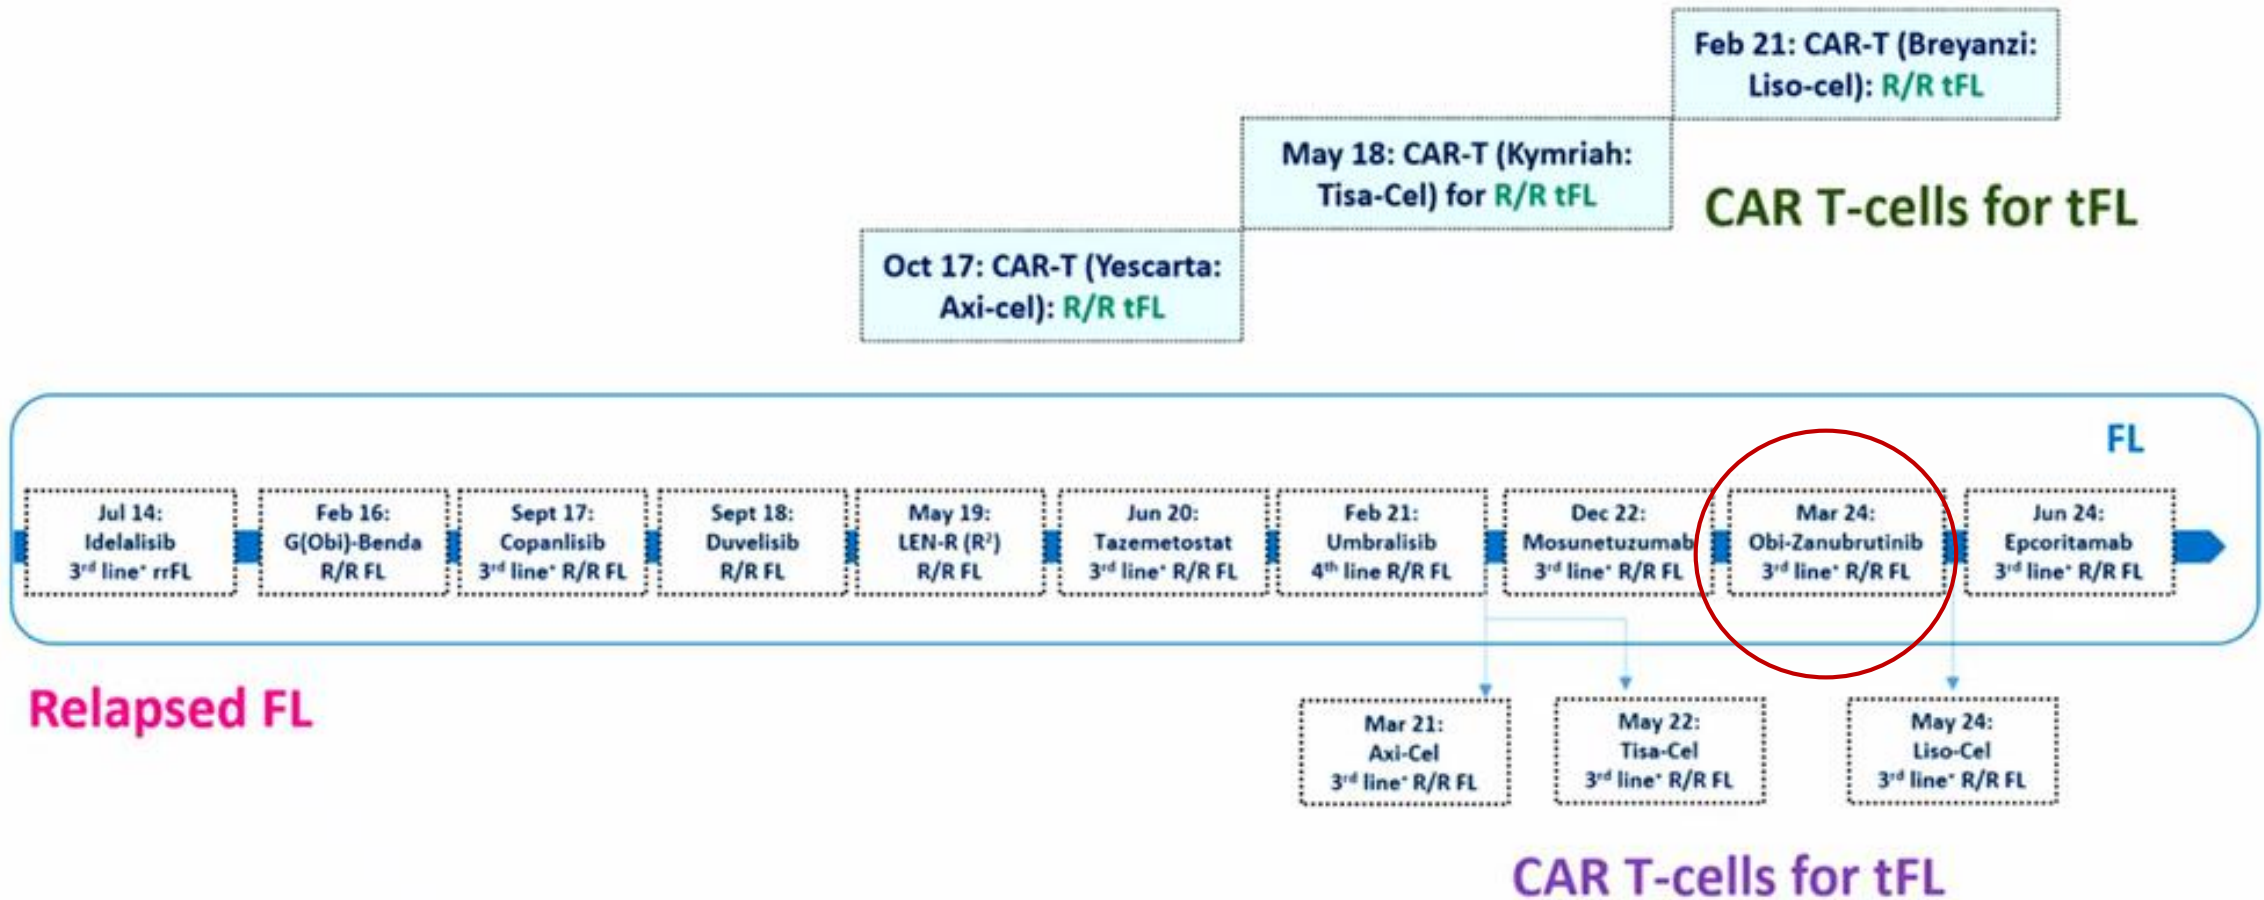 Feb 21: CAR-T (Breyanzi:
Liso-cel): R/R tFL
May 18: CAR-T (Kymriah:
Tisa-Cel) for R/R tFL
CAR T-cells for tFL
Oct 17: CAR-T (Yescarta:
Axi-cel): R/R tFL
FL
Jul 14:
Idelalisib
3rd line+ rrFL
Feb 16:
G(Obi)-Benda
R/R FL
Sept 17:
Copanlisib
3rd line+ R/R FL
Sept 18:
Duvelisib
R/R FL
May 19:
LEN-R (R²)
R/R FL
Jun 20:
Tazemetostat
3rd line+ R/R FL
Feb 21:
Umbralisib
4th line R/R FL
Dec 22:
Mosunetuzumab
3rd line+ R/R FL
Mar 24:
Obi-Zanubrutinib
3rd line+ R/R FL
Jun 24:
Epcoritamab
3rd line+ R/R FL
Relapsed FL
Mar 21:
Axi-Cel
3rd line+ R/R FL
May 22:
Tisa-Cel
3rd line+ R/R FL
May 24:
Liso-Cel
3rd line+ R/R FL
CAR T-cells for tFL